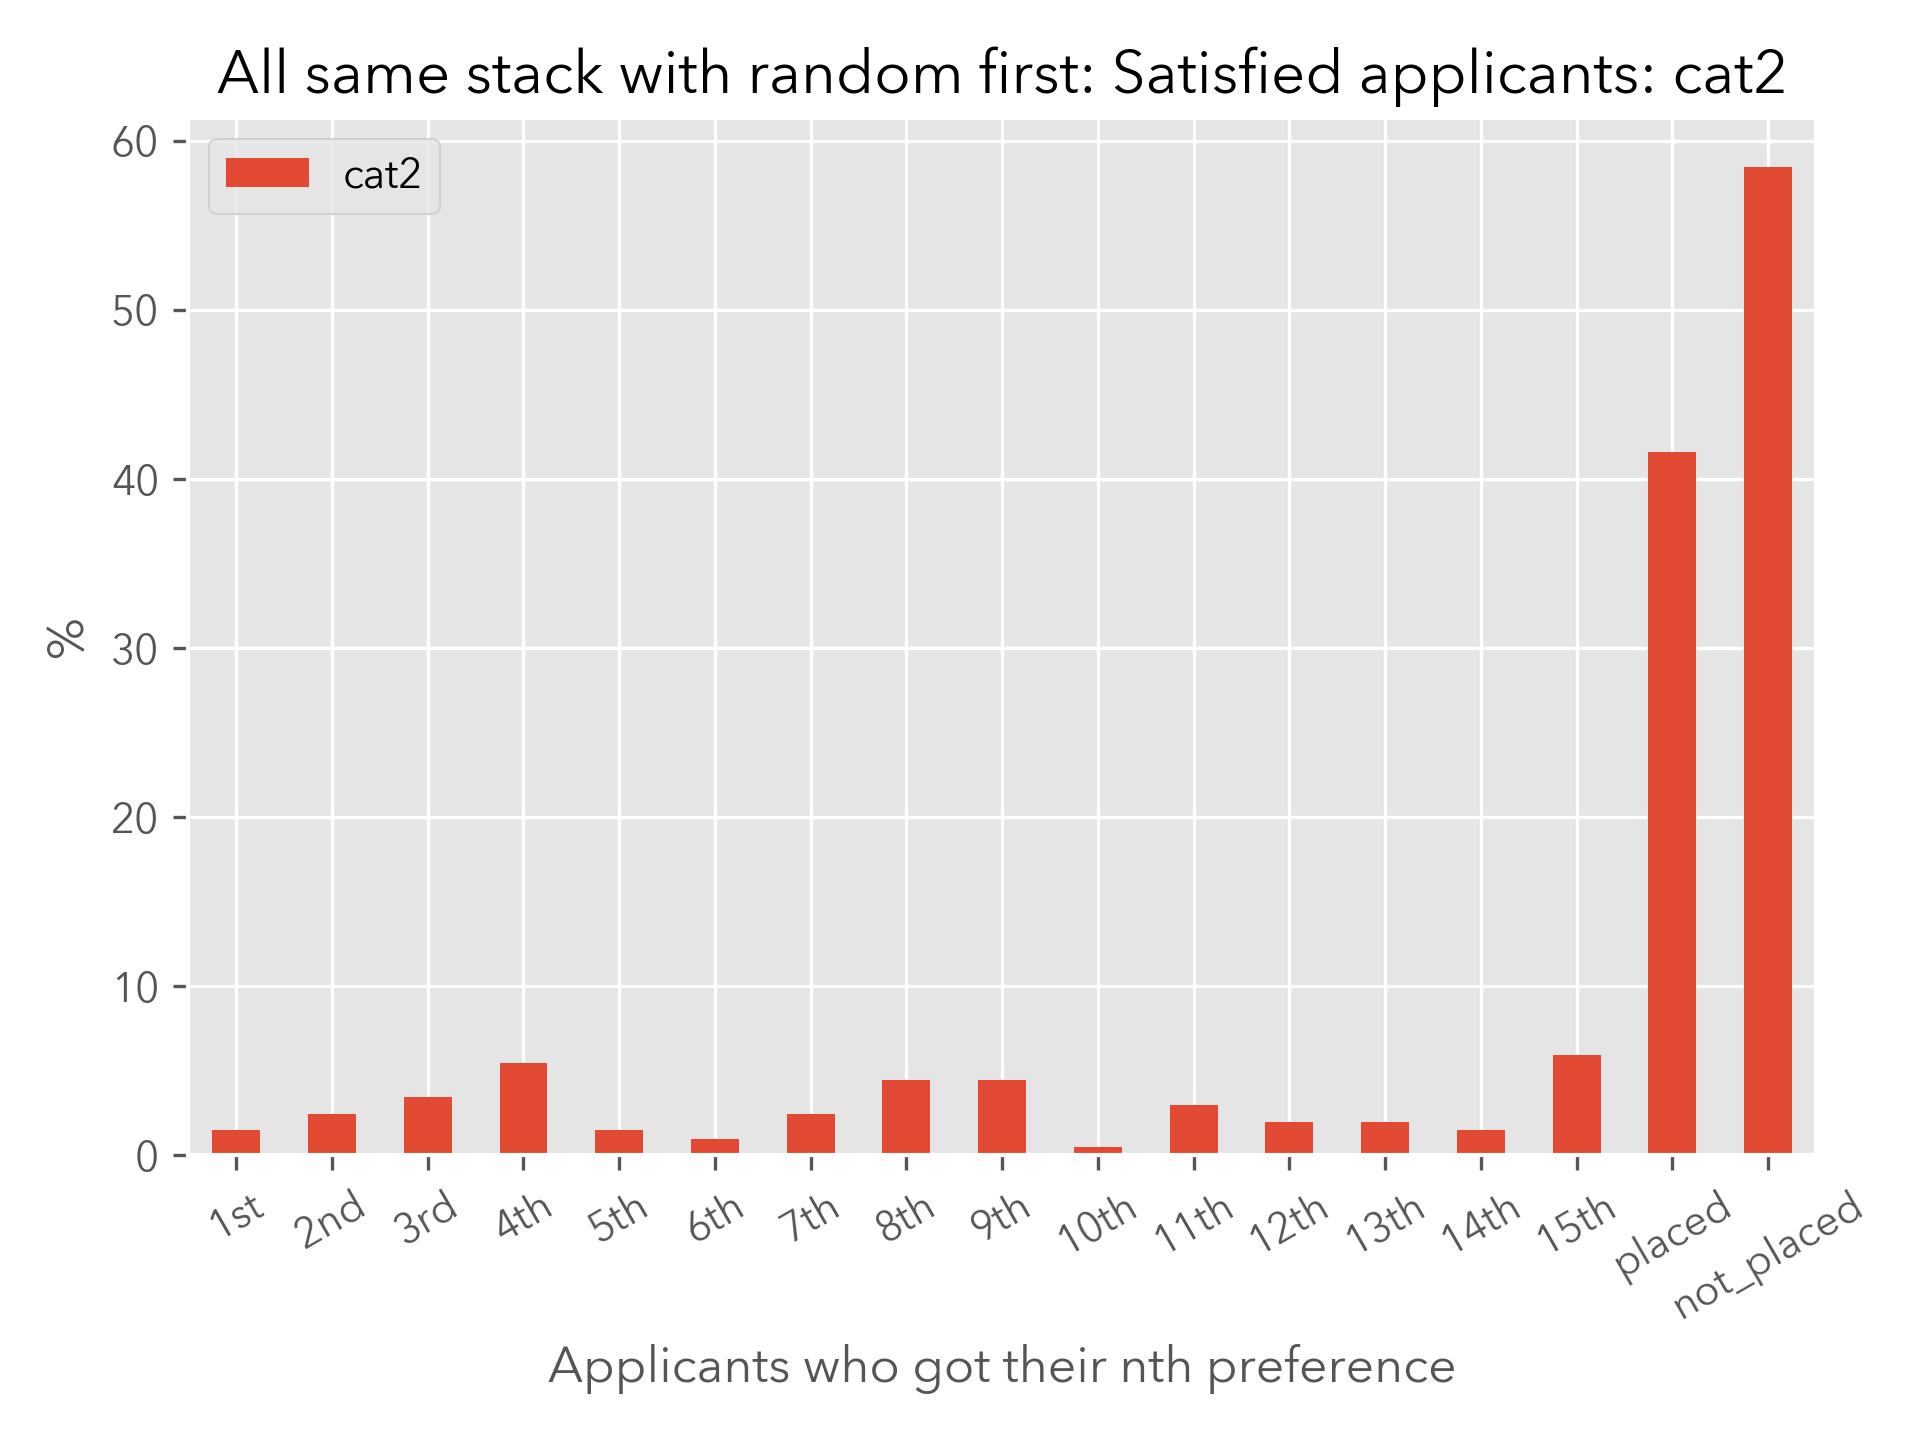 All same stack with random first: Satisfied applicants: cat2
cat2
60
50
40
30
20
10
0
%
1st 2nd 3rd 4th 5th 6th 7th 8th 9th 10th 11th 12th 13th 14th 15th placed not_placed
Applicants who got their nth preference